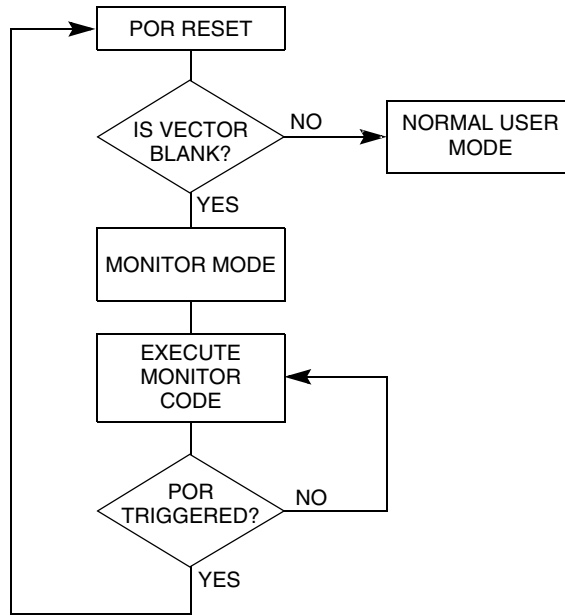 POR RESET
IS VECTOR
BLANK?
NO
NORMAL USER
MODE
YES
MONITOR MODE
EXECUTE
MONITOR
CODE
POR
TRIGGERED?
NO
YES